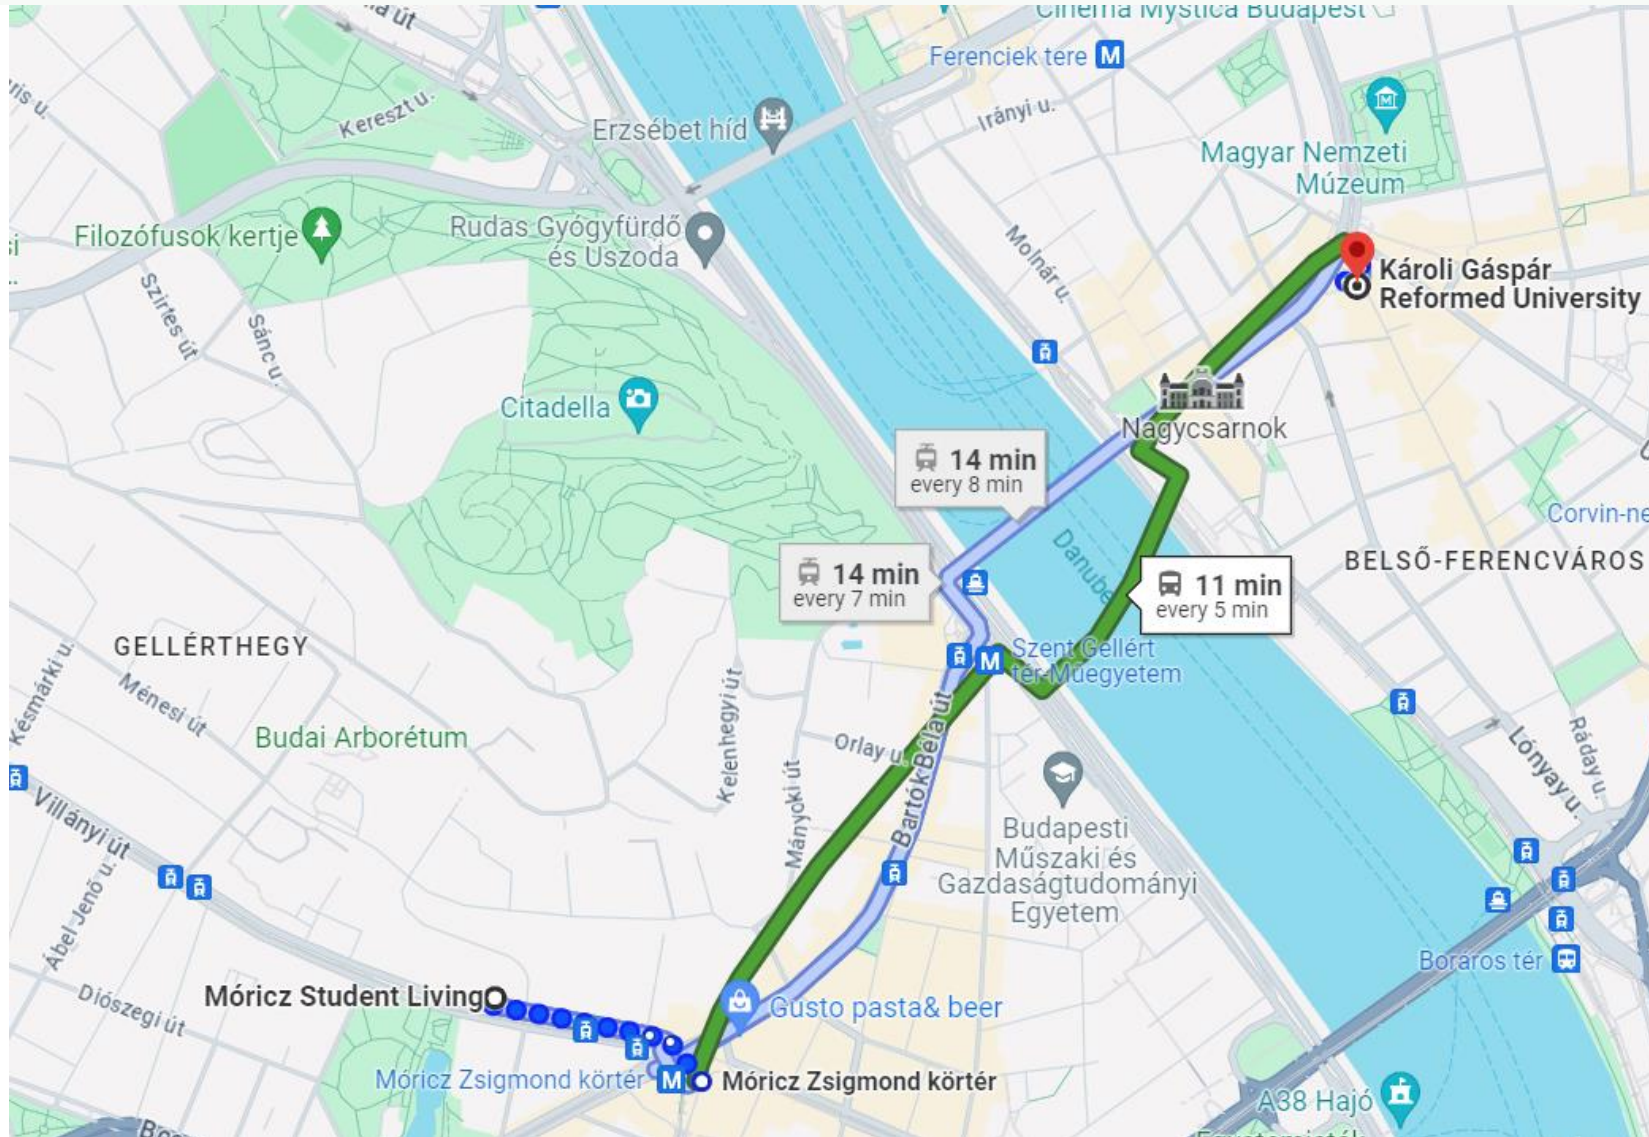 Cinema Mystica Budapest
Ferenciek tere M
Kereszt u.
Irányi u.
Erzsébet híd
Magyar Nemzeti
Múzeum
Filozófusok kertje
Rudas Gyógyfürdő
és Uszoda
Molnár u.
Károli Gáspár
Reformed University
Szirtes út
Sánc u.
Citadella
Nagycsarnok
14 min
every 8 min
Corvin-ne
Danube
BELSŐ-FERENCVÁROS
14 min
every 7 min
11 min
every 5 min
GELLÉRTHEGY
Késmárki u.
Ménesi út
M
Szent Gellért
tér-Műegyetem
Budai Arborétum
Kelenhegyi út
Orlay u.
Bartók Béla út
Mányoki út
Lónyay u.
Ráday u.
Villányi út
Budapesti
Műszaki és
Gazdaságtudományi
Egyetem
Ábel Jenő u.
Boráros tér
Diószegi út
Móricz Student Living
Gusto pasta& beer
Móricz Zsigmond körtér M
Móricz Zsigmond körtér
A38 Hajó